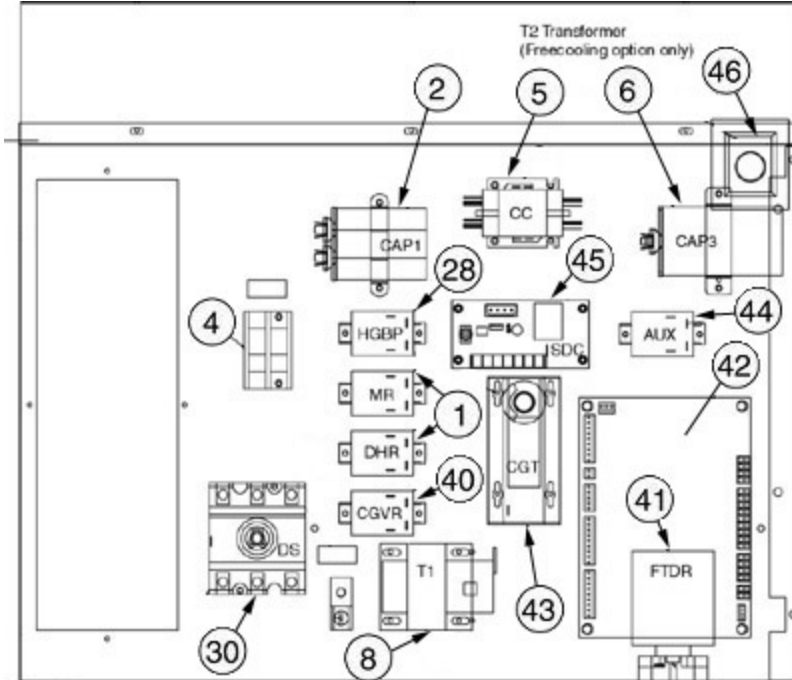 T2 Transformer
(Freecooling option only)
46
2
5
6
CC
CAP1
CAP3
28
45
44
4
HGBP
AUX
SDC
42
MR
1
DHR
CGT
40
41
CGVR
DS
FTDR
T1
43
30
8